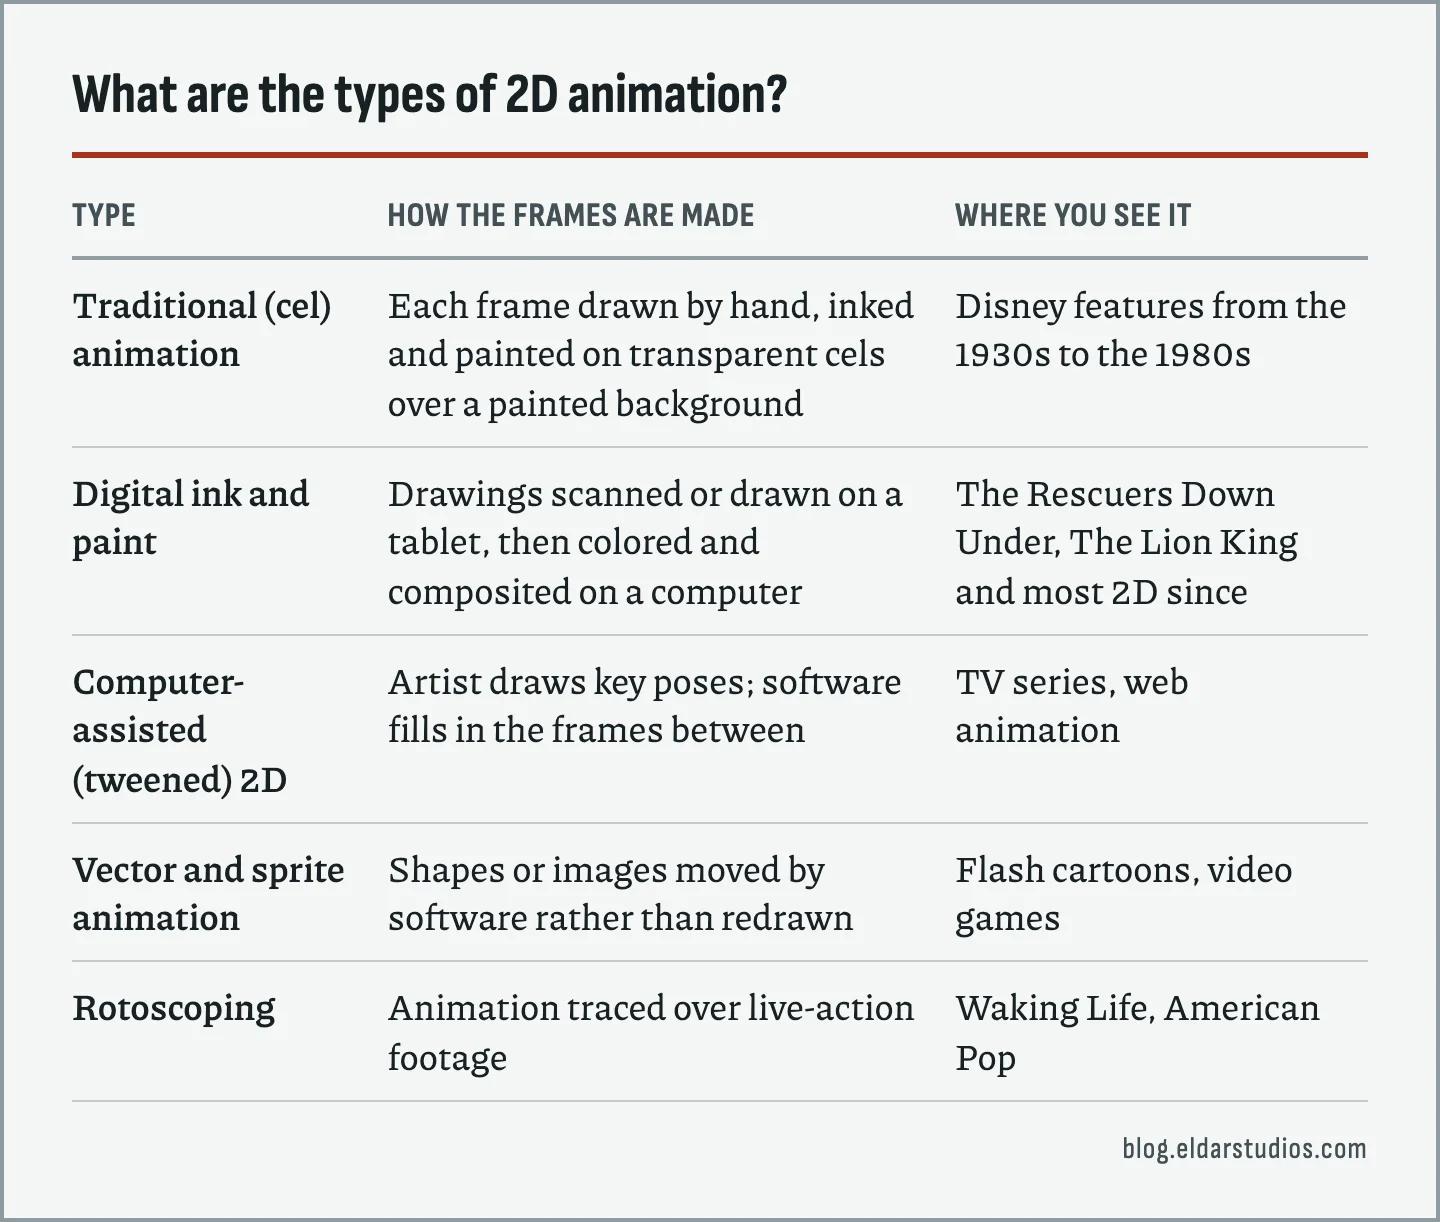 What are the types of 2D animation?
TYPE
HOW THE FRAMES ARE MADE
WHERE YOU SEE IT
Traditional (cel)
animation
Each frame drawn by hand, inked
and painted on transparent cels
over a painted background
Disney features from the
1930s to the 1980s
Digital ink and
paint
Drawings scanned or drawn on a
tablet, then colored and
composited on a computer
The Rescuers Down
Under, The Lion King
and most 2D since
Computer-
assisted
(tweened) 2D
Artist draws key poses; software
fills in the frames between
TV series, web
animation
Vector and sprite
animation
Shapes or images moved by
software rather than redrawn
Flash cartoons, video
games
Rotoscoping
Animation traced over live-action
footage
Waking Life, American
Pop
blog.eldarstudios.com